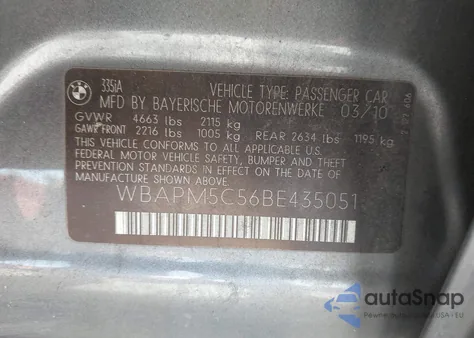 BMW
335iA
VEHICLE TYPE: PASSENGER CAR
MFD BY BAYERISCHE MOTORENWERKE 03/10
GVWR 4663 lbs 2115 kg
GAWR FRONT 2216 lbs 1005 kg REAR 2634 lbs 1195 kg
THIS VEHICLE CONFORMS TO ALL APPLICABLE U.S.
FEDERAL MOTOR VEHICLE SAFETY, BUMPER AND THEFT
PREVENTION STANDARDS IN EFFECT ON THE DATE OF
MANUFACTURE SHOWN ABOVE
WBAPM5C56BE435051
autoSnap